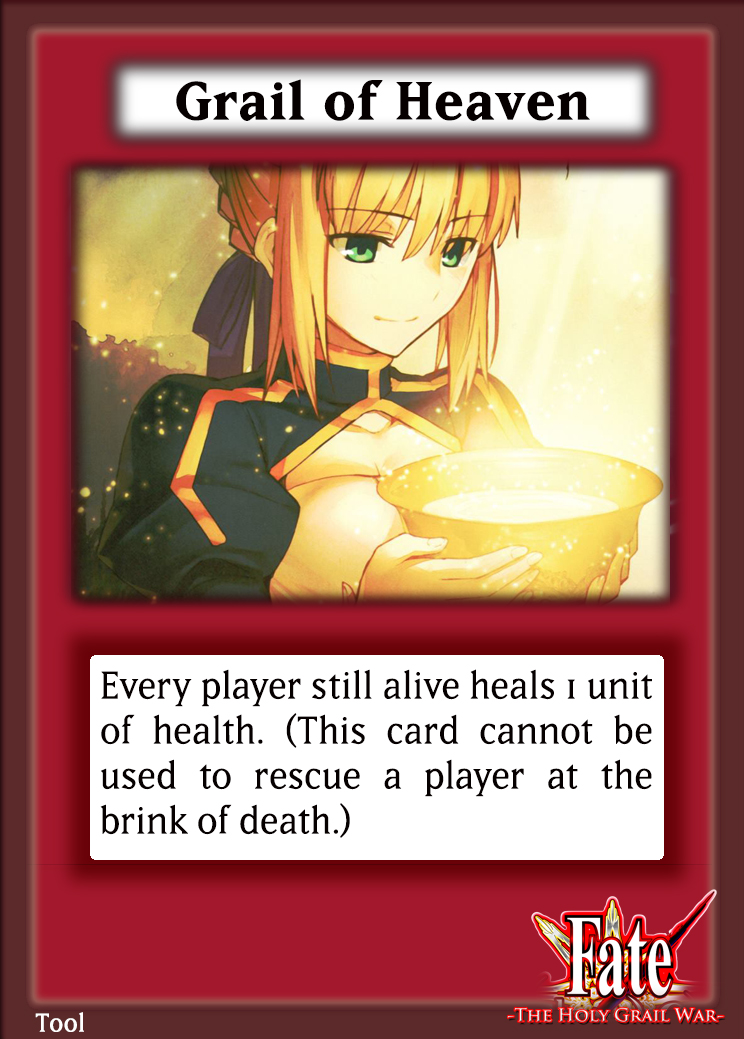 Grail of Heaven
Every player still alive heals 1 unit
of health. (This card cannot be
used to rescue a player at the
brink of death.)
Fate
-THE HOLY GRAIL WAR-
Tool